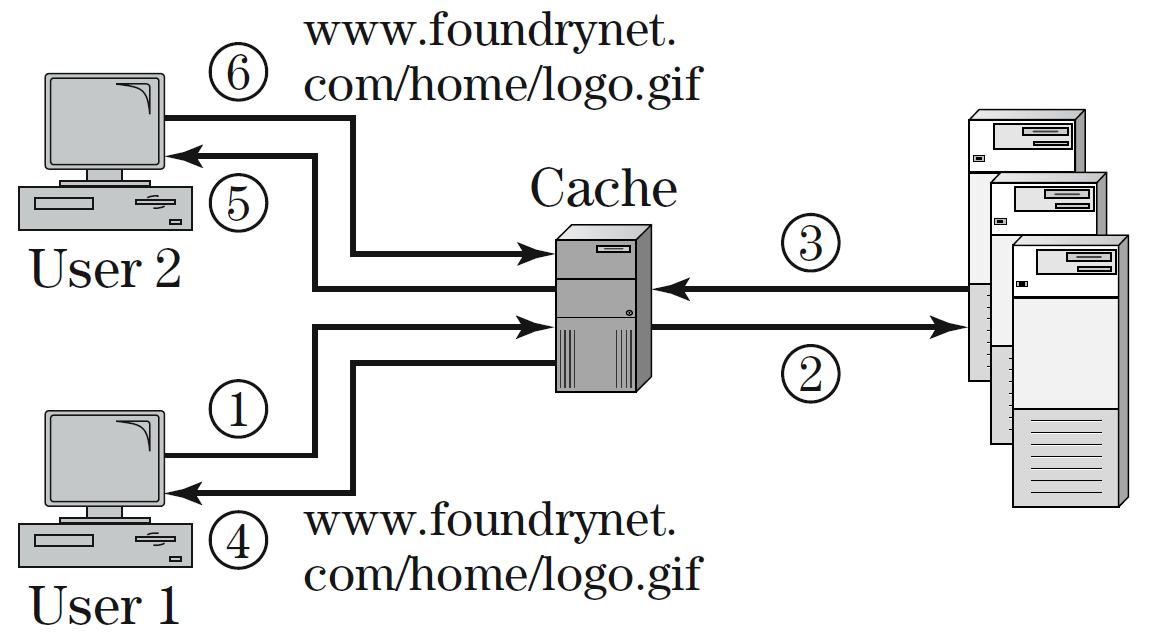 www.foundrynet.
com/home/logo.gif
6
5
User 2
Cache
3
2
1
4
www.foundrynet.
com/home/logo.gif
User 1